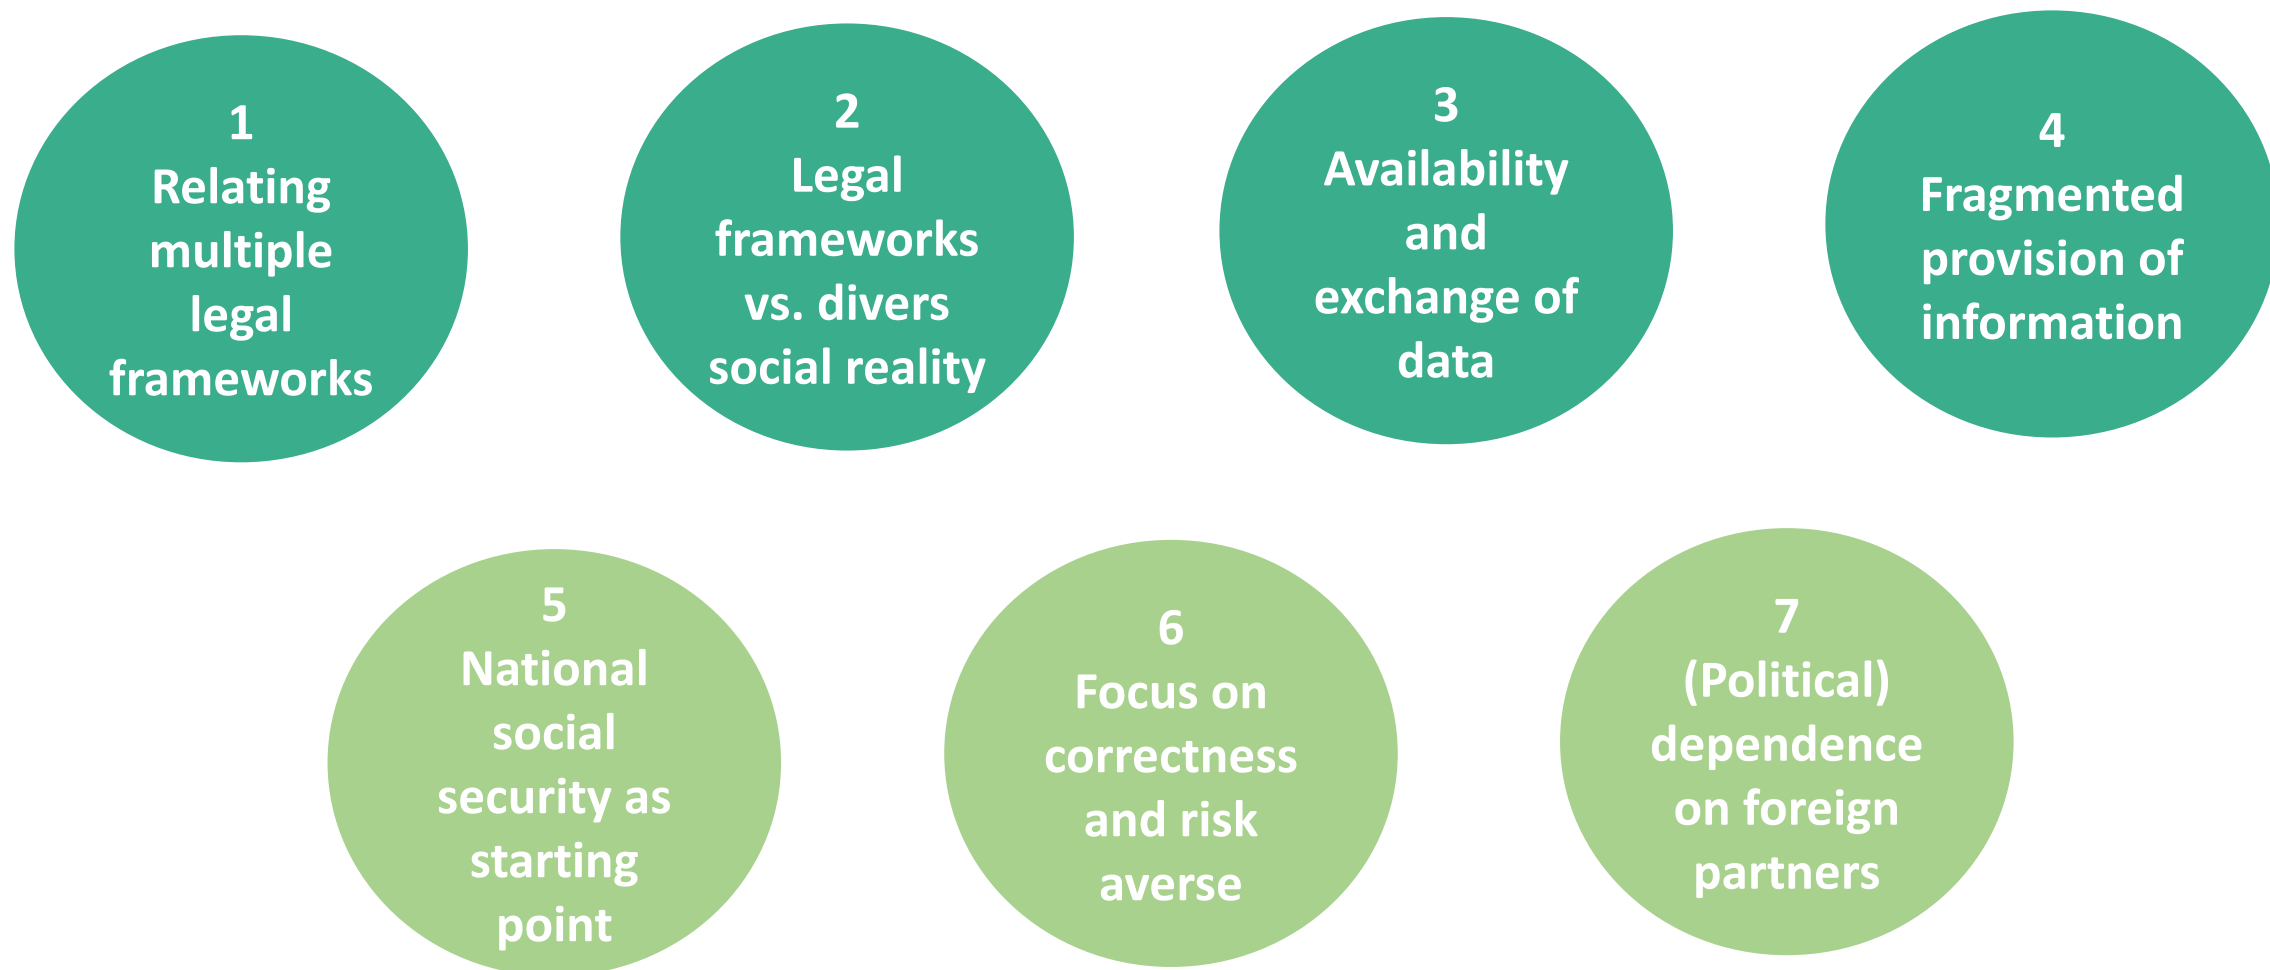 1
Relating
multiple
legal
frameworks
2
Legal
frameworks
vs. divers
social reality
3
Availability
and
exchange of
data
4
Fragmented
provision of
information
5
National
social
security as
starting
point
6
Focus on
correctness
and risk
averse
7
(Political)
dependence
on foreign
partners